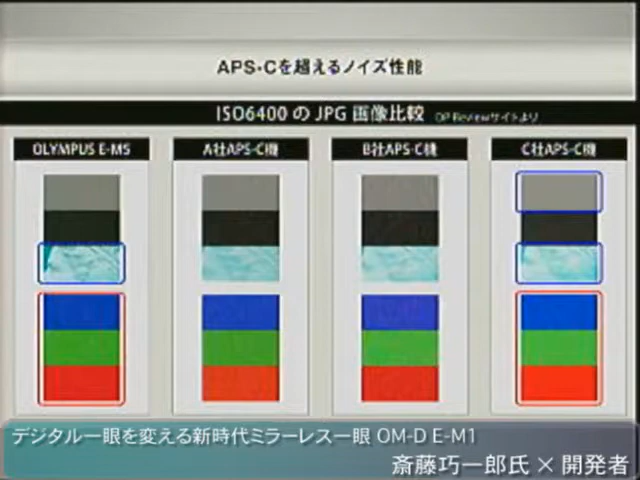 APS-Cを超えるノイズ性能
ISO6400 の JPG 画像比較 DP Reviewサイトより
OLYMPUS E-M5
A社APS-C機
B社APS-C機
C社APS-C機
デジタル一眼を変える新時代ミラーレス一眼 OM-D E-M1
斎藤巧一郎氏 × 開発者